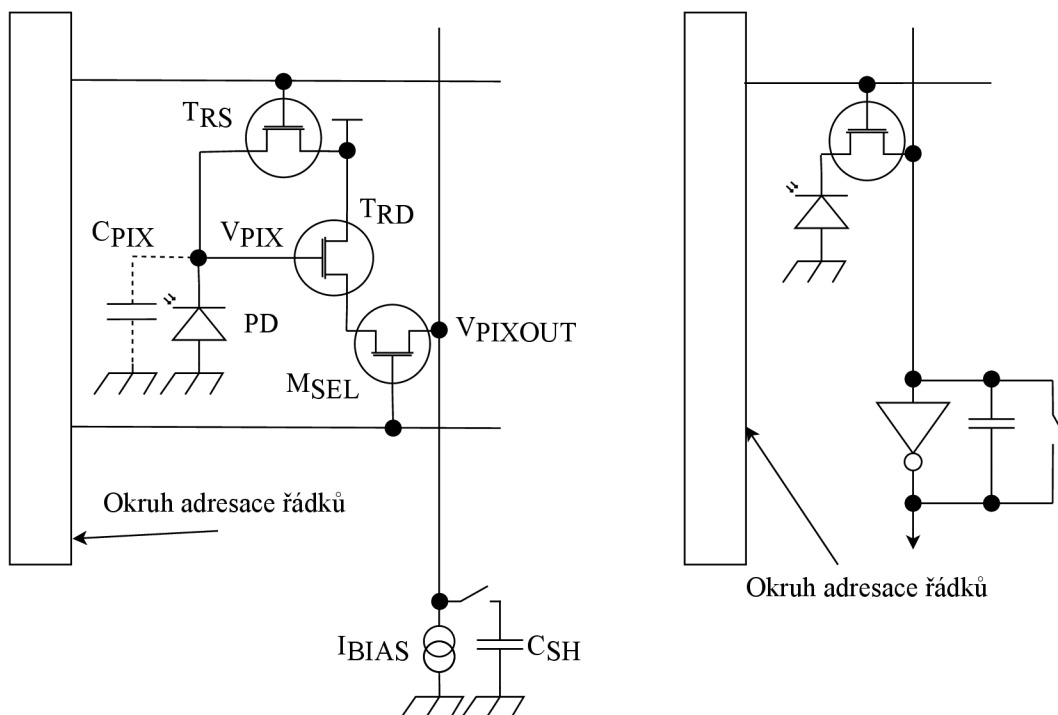 TRS
TRD
CPIX
VPIX
PD
VPIXOUT
MSEL
Okruh adresace řádků
IBIAS
CSH
Okruh adresace řádků